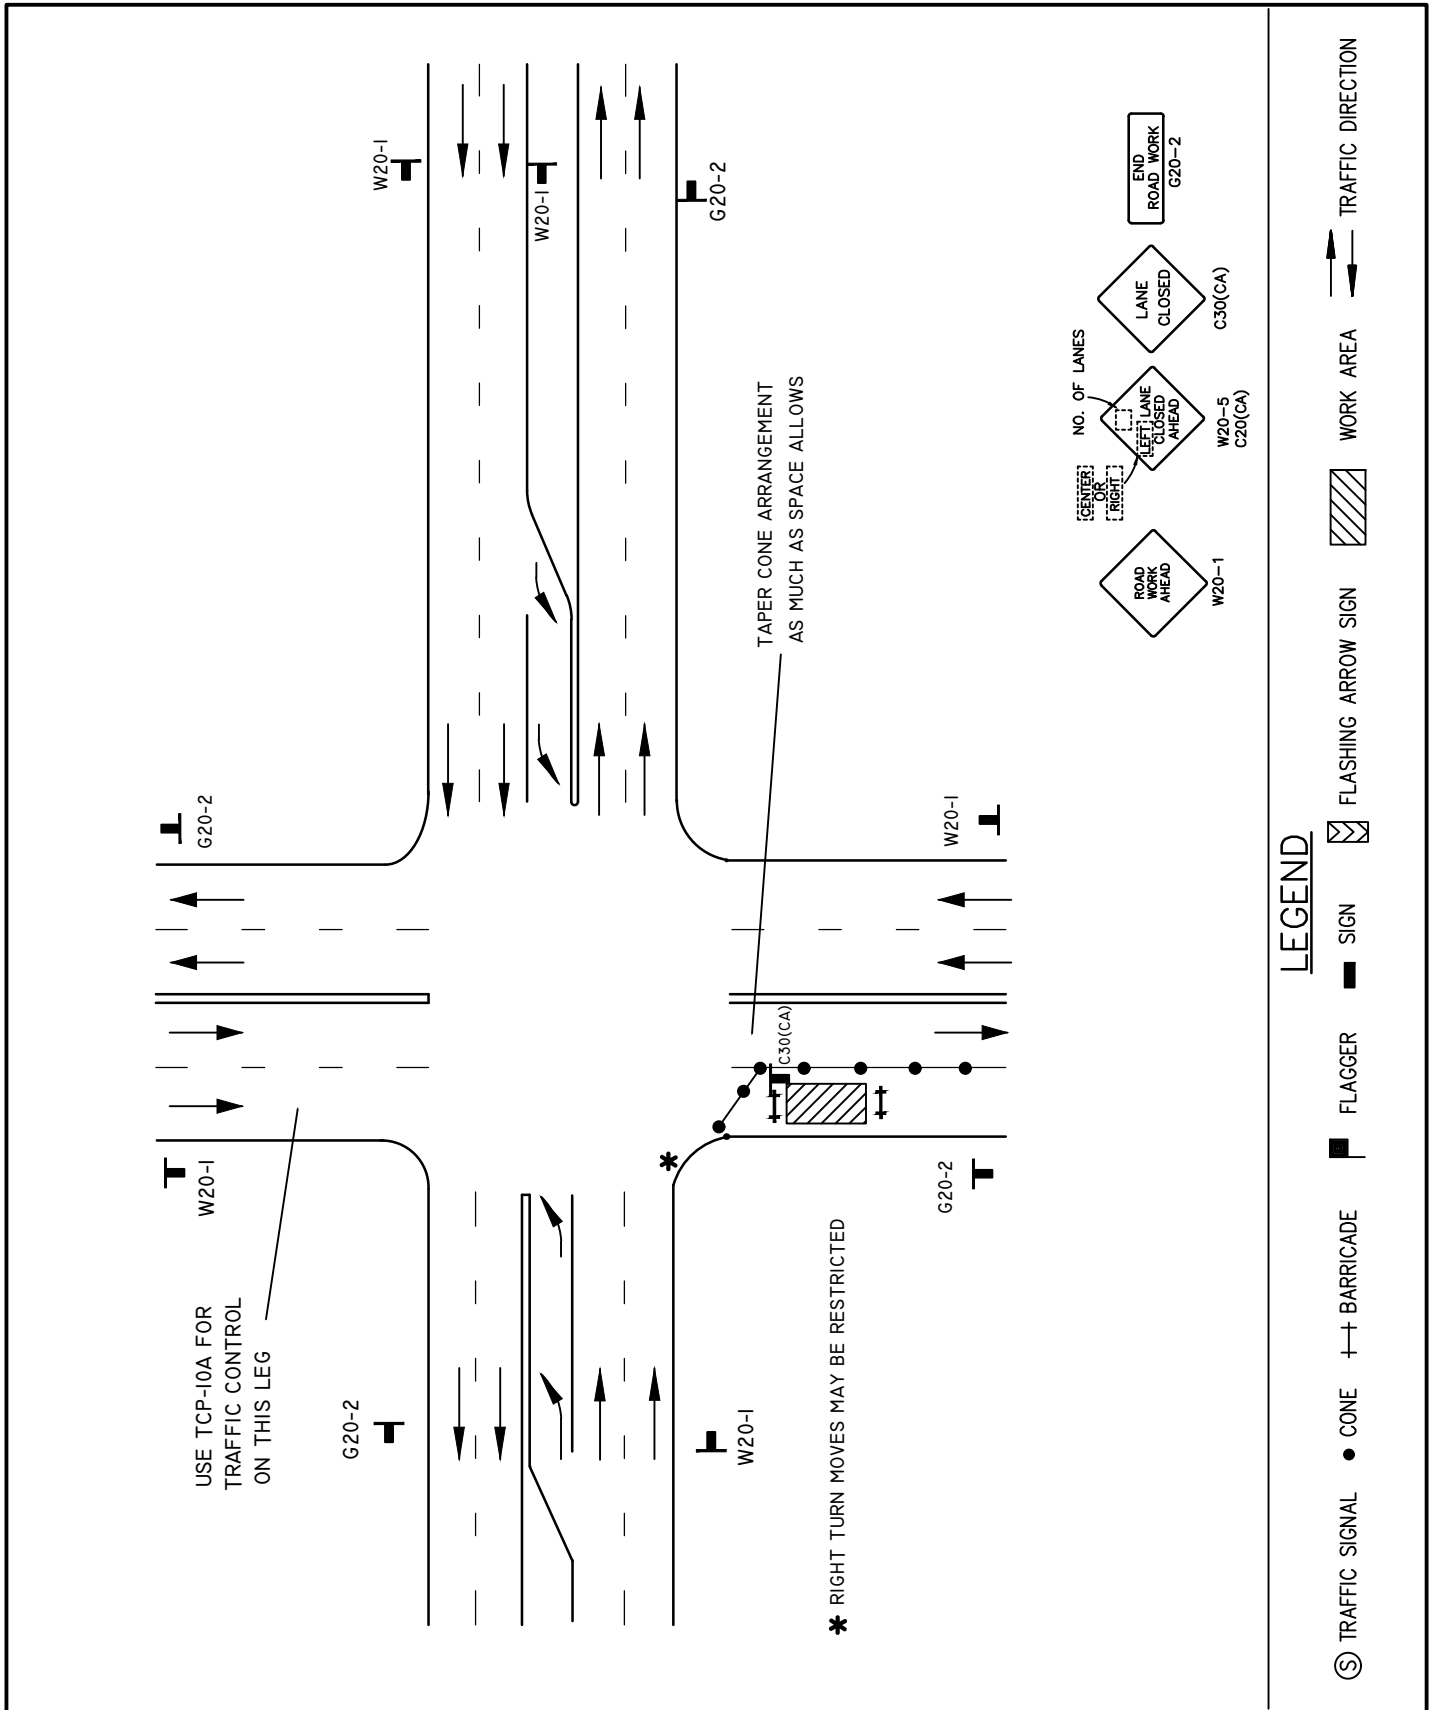 USE TCP-10A FOR
TRAFFIC CONTROL
ON THIS LEG
W20-1
G20-2
G20-2
W20-1
W20-1
W20-1
G20-2
G20-2
W20-1
W20-1
C30(CA)
TAPER CONE ARRANGEMENT
AS MUCH AS SPACE ALLOWS
*
* RIGHT TURN MOVES MAY BE RESTRICTED
ROAD
WORK
AHEAD
W20-1
CENTER
OR
RIGHT
NO. OF LANES
LEFT LANE
CLOSED
AHEAD
W20-5
C20(CA)
LANE
CLOSED
C30(CA)
END
ROAD WORK
G20-2
LEGEND
S TRAFFIC SIGNAL CONE BARRICADE FLAGGER SIGN FLASHING ARROW SIGN WORK AREA TRAFFIC DIRECTION